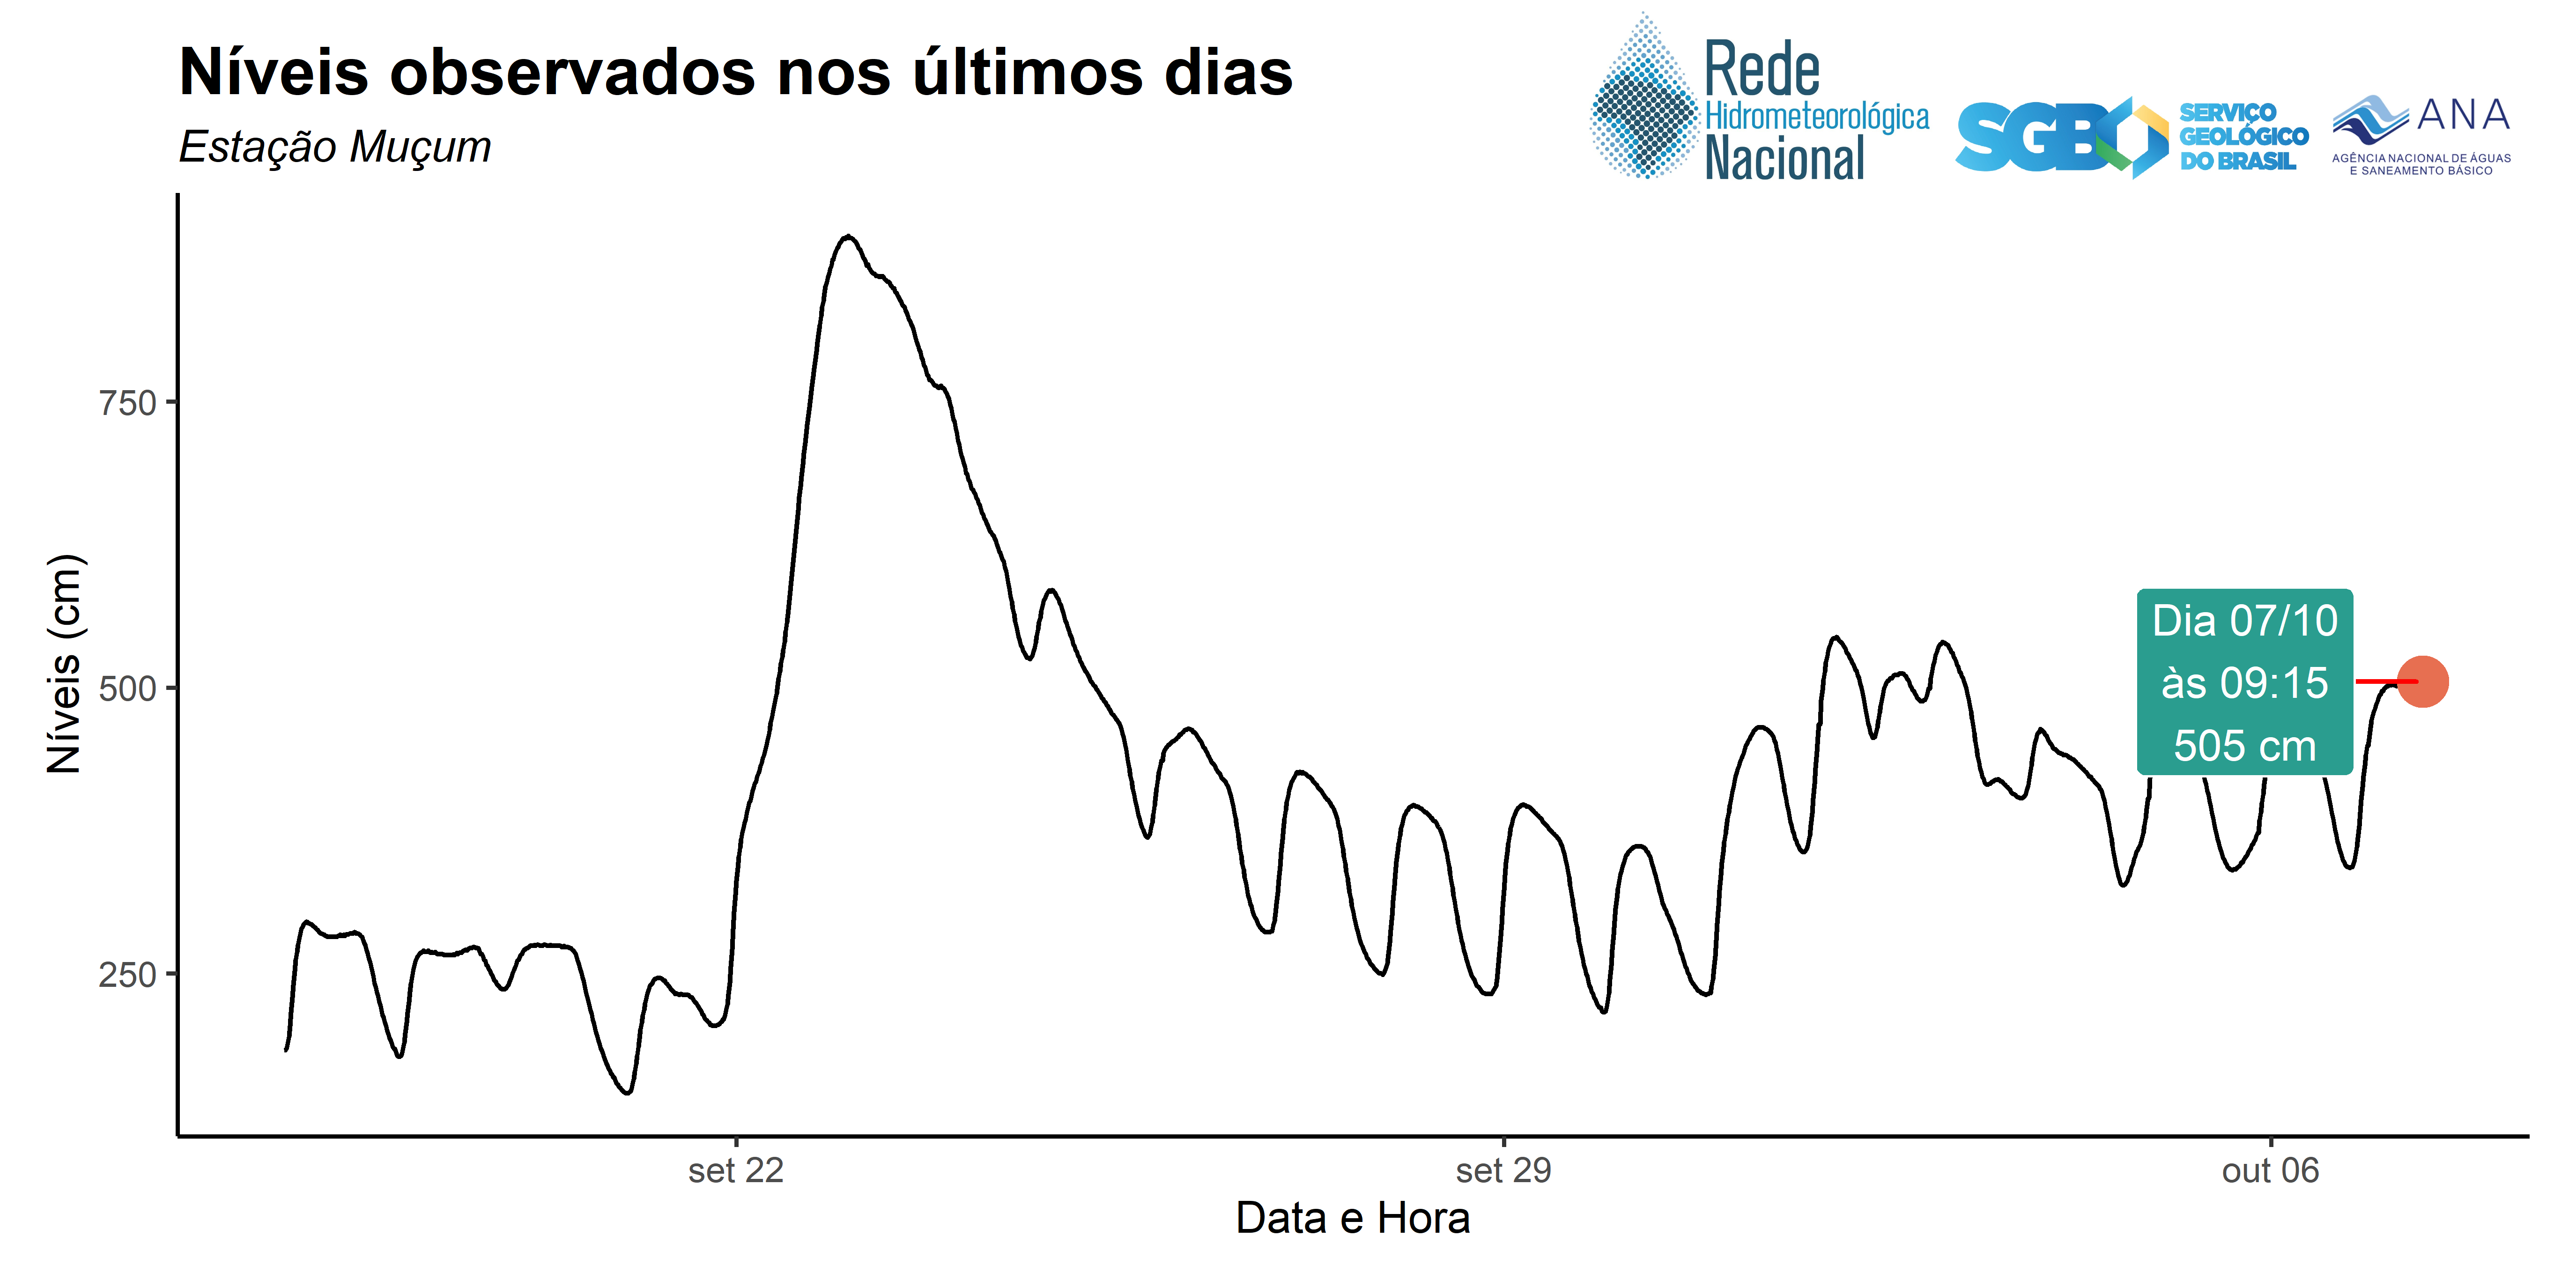 Níveis observados nos últimos dias
Estação Muçum
Rede
Hidrometeorológica
Nacional
SGB
SERVIÇO
GEOLÓGICO
DO BRASIL
ANA
AGÊNCIA NACIONAL DE ÁGUAS
E SANEAMENTO BÁSICO
Níveis (cm)
750
500
250
Dia 07/10
às 09:15
505 cm
set 22
set 29
out 06
Data e Hora